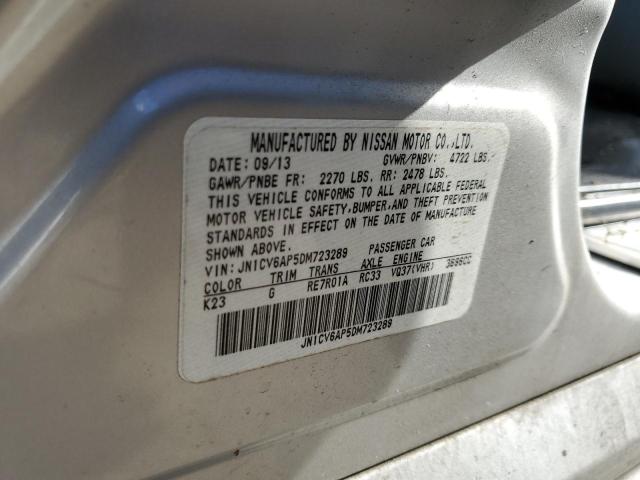 MANUFACTURED BY NISSAN MOTOR CO.,LTD.
DATE: 09/13 GVWR/PNBV: 4722 LBS.
GAWR/PNBE FR: 2270 LBS. RR: 2478 LBS.
THIS VEHICLE CONFORMS TO ALL APPLICABLE FEDERAL
MOTOR VEHICLE SAFETY,BUMPER,AND THEFT PREVENTION
STANDARDS IN EFFECT ON THE DATE OF MANUFACTURE
SHOWN ABOVE.
VIN: JN1CV6AP5DM723289 PASSENGER CAR
COLOR TRIM TRANS AXLE ENGINE
K23 G RE7R01A RC33 VQ37(VHR) 3696CC
JN1CV6AP5DM723289